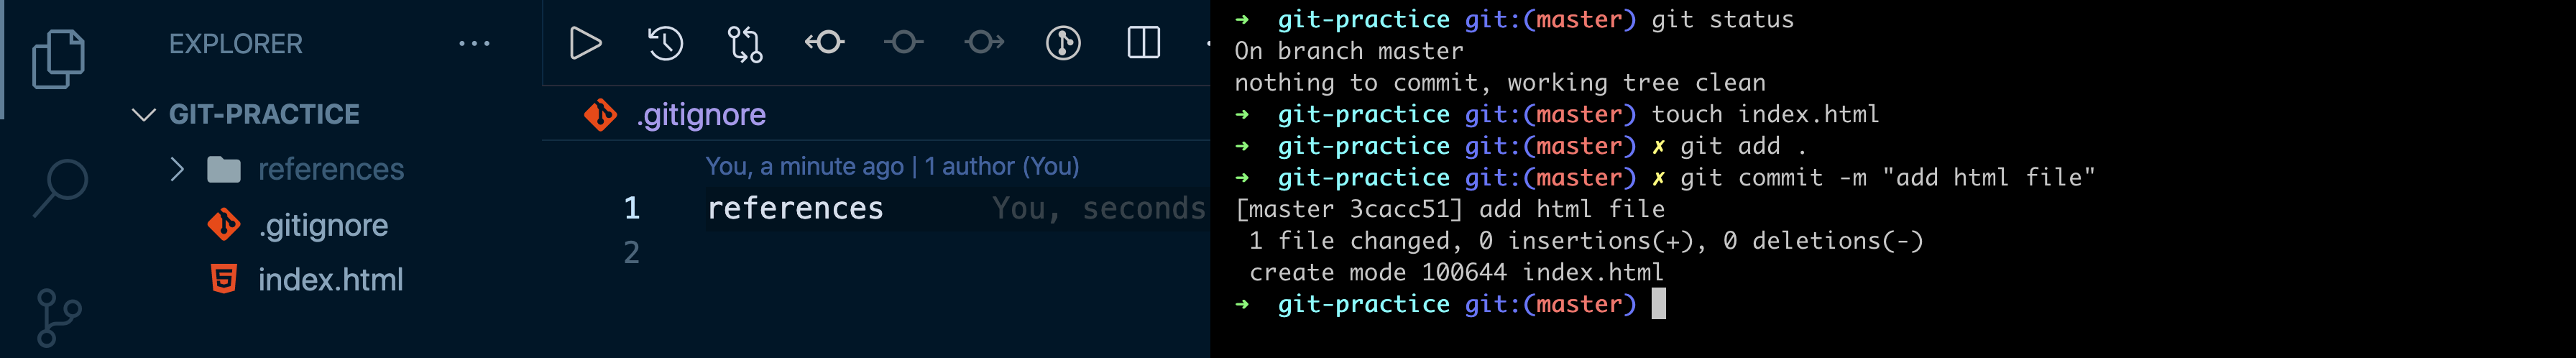 EXPLORER
GIT-PRACTICE
references
.gitignore
index.html
.gitignore
You, a minute ago | 1 author (You)
1 references You, seconds
2
➜ git-practice git:(master) git status
On branch master
nothing to commit, working tree clean
➜ git-practice git:(master) touch index.html
➜ git-practice git:(master) ✗ git add .
➜ git-practice git:(master) ✗ git commit -m "add html file"
[master 3cacc51] add html file
1 file changed, 0 insertions(+), 0 deletions(-)
create mode 100644 index.html
➜ git-practice git:(master)